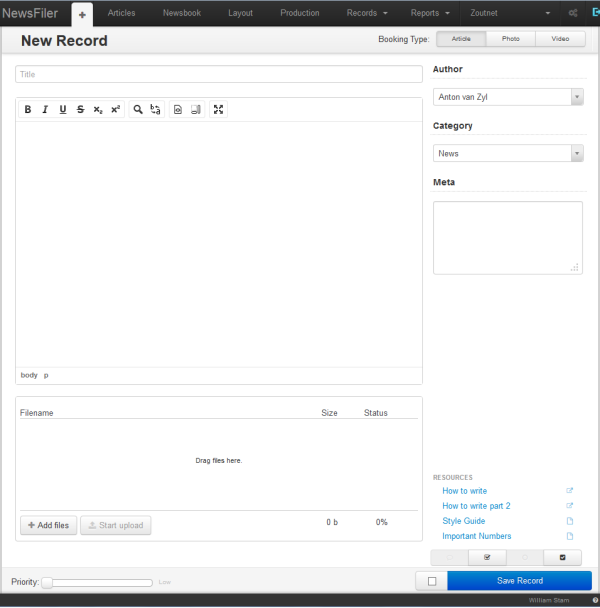 NewsFiler + Articles Newsbook Layout Production Records Reports Zoutnet
New Record
Booking Type: Article Photo Video
Title
B I U S x₂ x²
body p
Filename Size Status
Drag files here.
Add files Start upload 0 b 0%
Author
Anton van Zyl
Category
News
Meta
RESOURCES
How to write
How to write part 2
Style Guide
Important Numbers
Priority: Low
Save Record
William Stam